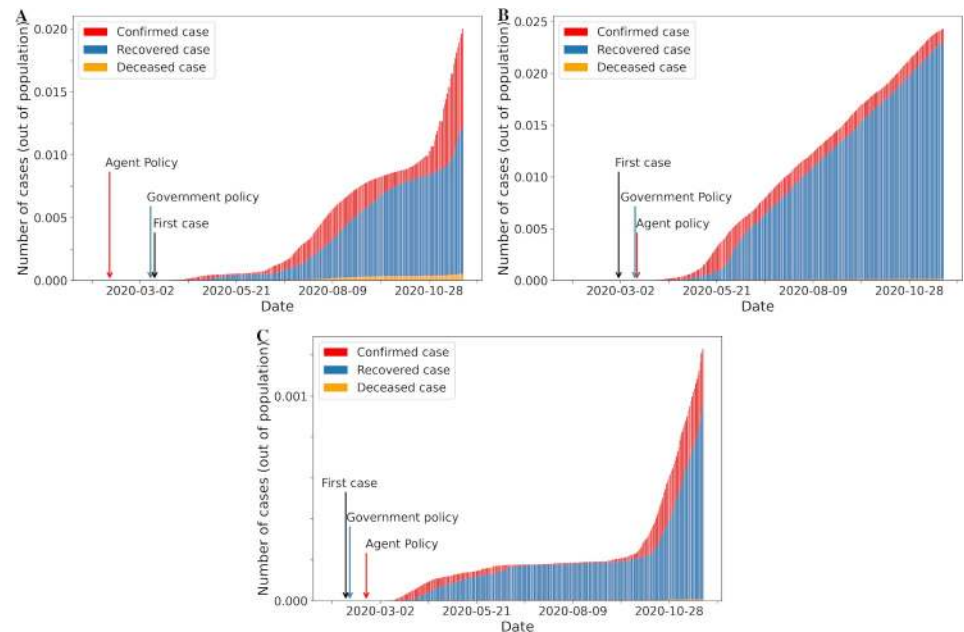 A
Number of cases (out of population)
0.020
0.015
0.010
0.005
0.000
Confirmed case
Recovered case
Deceased case
Agent Policy
Government policy
First case
2020-03-02 2020-05-21 2020-08-09 2020-10-28
Date
B
Number of cases (out of population)
0.025
0.020
0.015
0.010
0.005
0.000
Confirmed case
Recovered case
Deceased case
First case
Government Policy
Agent policy
2020-03-02 2020-05-21 2020-08-09 2020-10-28
Date
C
Number of cases (out of population)
0.001
0.000
Confirmed case
Recovered case
Deceased case
First case
Government policy
Agent Policy
2020-03-02 2020-05-21 2020-08-09 2020-10-28
Date